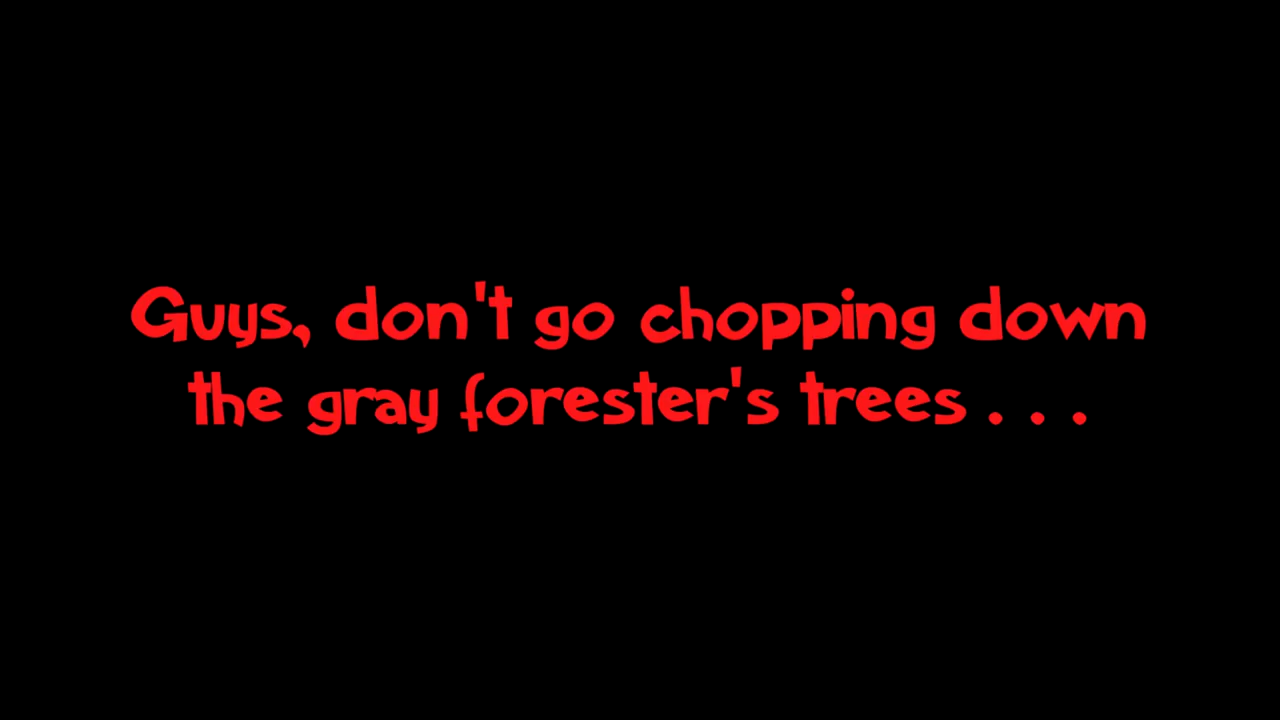 Guys, don't go chopping down
the gray forester's trees . . .